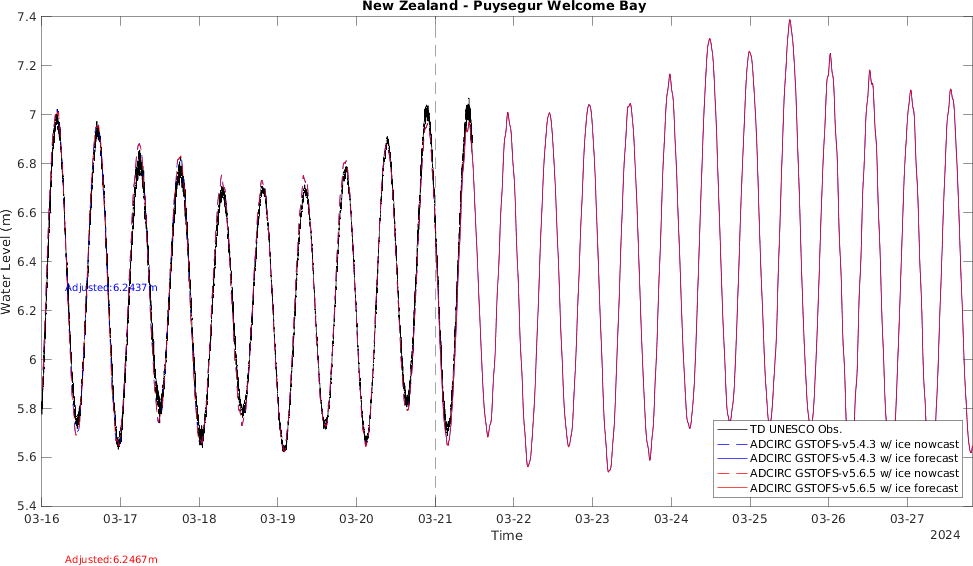 New Zealand - Puysegur Welcome Bay
Water Level (m)
7.4
7.2
7
6.8
6.6
6.4
6.2
6
5.8
5.6
5.4
Adjusted:6.2437m
TD UNESCO Obs.
ADCIRC GSTOFS-v5.4.3 w/ ice nowcast
ADCIRC GSTOFS-v5.4.3 w/ ice forecast
ADCIRC GSTOFS-v5.6.5 w/ ice nowcast
ADCIRC GSTOFS-v5.6.5 w/ ice forecast
03-16 03-17 03-18 03-19 03-20 03-21 03-22 03-23 03-24 03-25 03-26 03-27
Time
2024
Adjusted:6.2467m